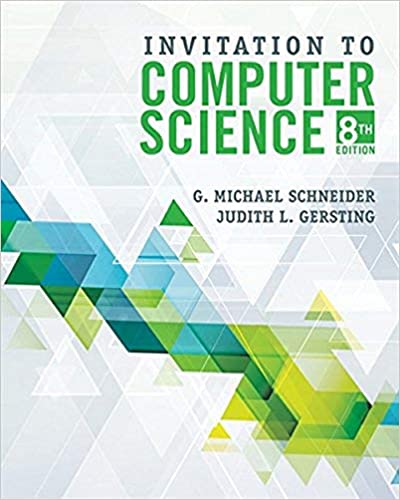 INVITATION TO
COMPUTER
SCIENCE 8TH EDITION
G. MICHAEL SCHNEIDER
JUDITH L. GERSTING